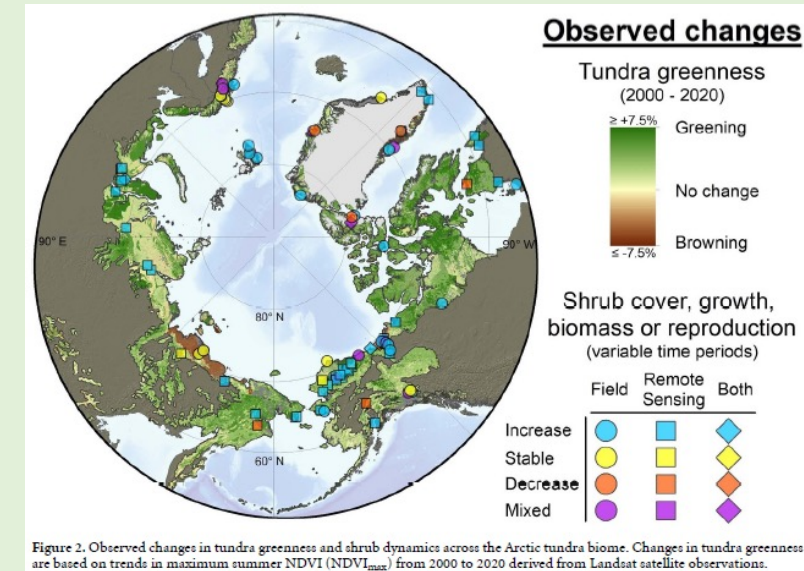 Observed changes
Tundra greenness
(2000 - 2020)
≥ +7.5%
Greening
No change
≤ -7.5%
Browning
90° E
90° W
80° N
60° N
Shrub cover, growth,
biomass or reproduction
(variable time periods)
Field Remote Sensing Both
Increase
Stable
Decrease
Mixed
Figure 2. Observed changes in tundra greenness and shrub dynamics across the Arctic tundra biome. Changes in tundra greenness
are based on trends in maximum summer NDVI (NDVImax) from 2000 to 2020 derived from Landsat satellite observations.